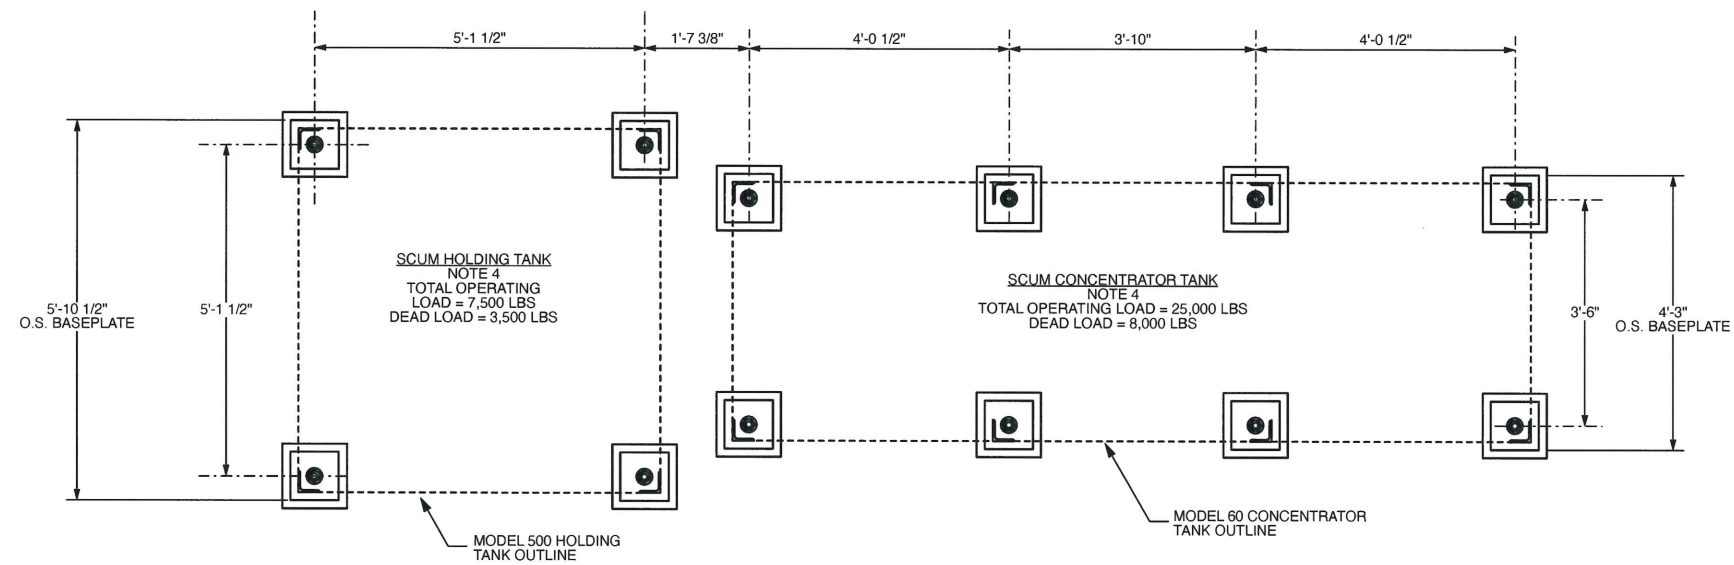 5'-1 1/2"
1'-7 3/8"
4'-0 1/2"
3'-10"
4'-0 1/2"
SCUM HOLDING TANK
NOTE 4
TOTAL OPERATING
LOAD = 7,500 LBS
DEAD LOAD = 3,500 LBS
SCUM CONCENTRATOR TANK
NOTE 4
TOTAL OPERATING LOAD = 25,000 LBS
DEAD LOAD = 8,000 LBS
5'-10 1/2"
O.S. BASEPLATE
5'-1 1/2"
3'-6"
4'-3"
O.S. BASEPLATE
MODEL 500 HOLDING
TANK OUTLINE
MODEL 60 CONCENTRATOR
TANK OUTLINE